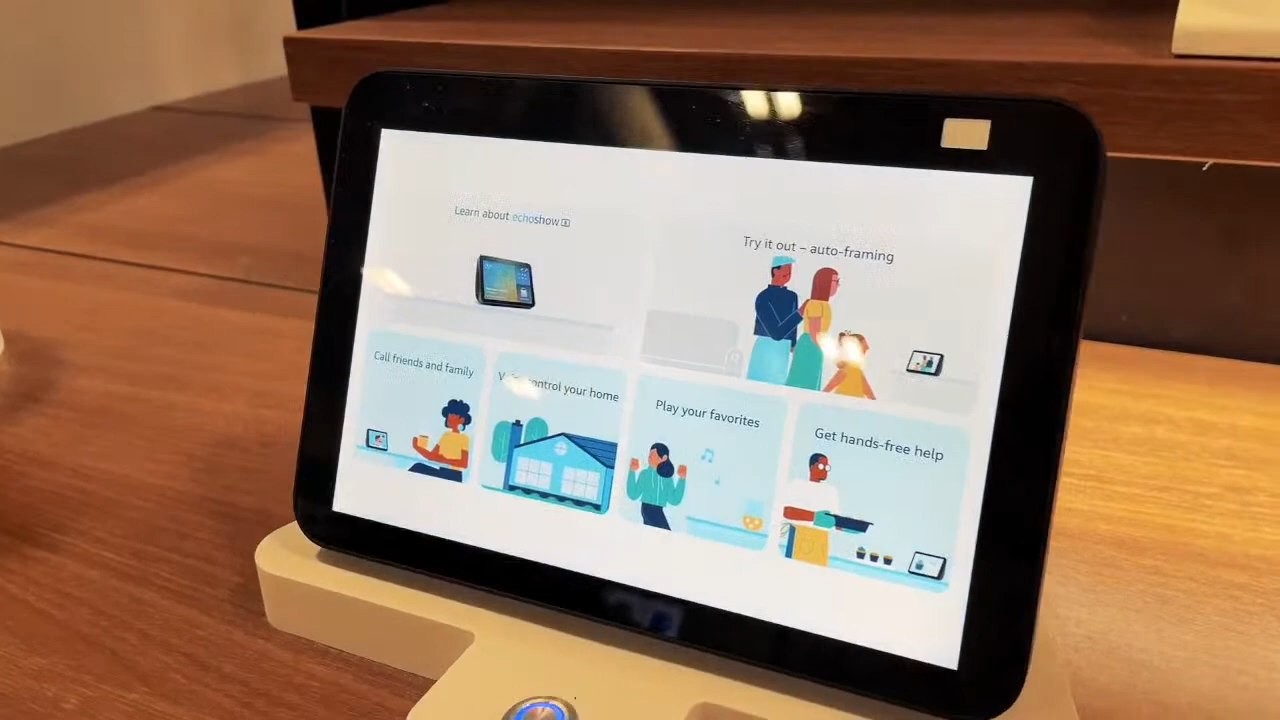 Learn about echoshow
Try it out – auto-framing
Call friends and family
control your home
Play your favorites
Get hands-free help